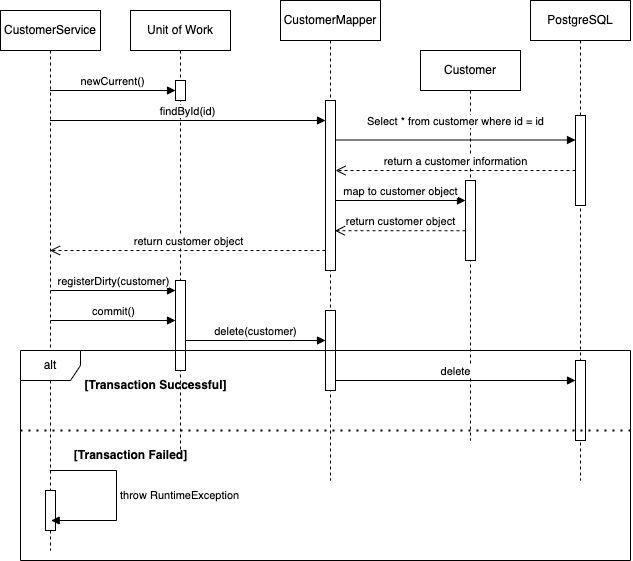 CustomerService
Unit of Work
CustomerMapper
PostgreSQL
Customer
newCurrent()
findById(id)
Select * from customer where id = id
return a customer information
map to customer object
return customer object
return customer object
registerDirty(customer)
commit()
delete(customer)
alt
delete
[Transaction Successful]
[Transaction Failed]
throw RuntimeException